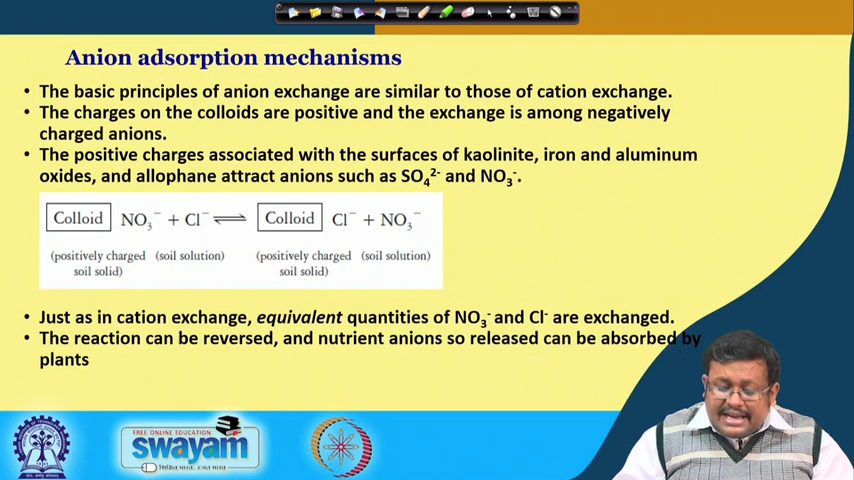 Anion adsorption mechanisms
• The basic principles of anion exchange are similar to those of cation exchange.
• The charges on the colloids are positive and the exchange is among negatively
charged anions.
• The positive charges associated with the surfaces of kaolinite, iron and aluminum
oxides, and allophane attract anions such as SO₄²⁻ and NO₃⁻.
Colloid NO₃⁻ + Cl⁻ ⇌ Colloid Cl⁻ + NO₃⁻
(positively charged (soil solution) (positively charged (soil solution)
soil solid) soil solid)
• Just as in cation exchange, equivalent quantities of NO₃⁻ and Cl⁻ are exchanged.
• The reaction can be reversed, and nutrient anions so released can be absorbed by
plants
FREE ONLINE EDUCATION
swayam